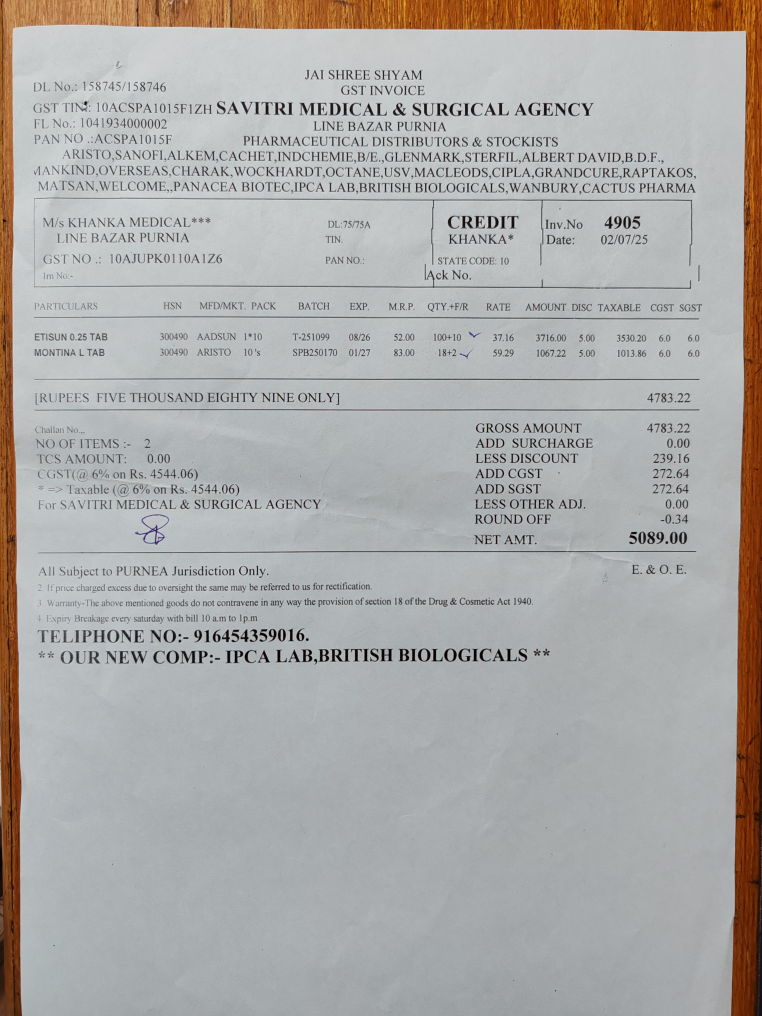 JAI SHREE SHYAM
DL No.: 158745/158746 GST INVOICE
GST TIN: 10ACSPA1015F1ZH SAVITRI MEDICAL & SURGICAL AGENCY
FL No.: 1041934000002 LINE BAZAR PURNIA
PAN NO .:ACSPA1015F PHARMACEUTICAL DISTRIBUTORS & STOCKISTS
ARISTO,SANOFI,ALKEM,CACHET,INDCHEMIE,B/E.,GLENMARK,STERFIL,ALBERT DAVID,B.D.F.,
MANKIND,OVERSEAS,CHARAK,WOCKHARDT,OCTANE,USV,MACLEODS,CIPLA,GRANDCURE,RAPTAKOS,
MATSAN,WELCOME,,PANACEA BIOTEC,IPCA LAB,BRITISH BIOLOGICALS,WANBURY,CACTUS PHARMA
M/s KHANKA MEDICAL*** DL:75/75A CREDIT Inv.No 4905
LINE BAZAR PURNIA TIN. KHANKA* Date: 02/07/25
GST NO .: 10AJUPK0110A1Z6 PAN NO.: STATE CODE: 10
Irn No:- Ack No.
PARTICULARS HSN MFD/MKT. PACK BATCH EXP. M.R.P. QTY.+F/R RATE AMOUNT DISC TAXABLE CGST SGST
ETISUN 0.25 TAB 300490 AADSUN 1*10 T-251099 08/26 52.00 100+10 37.16 3716.00 5.00 3530.20 6.0 6.0
MONTINA L TAB 300490 ARISTO 10's SPB250170 01/27 83.00 18+2 59.29 1067.22 5.00 1013.86 6.0 6.0
[RUPEES FIVE THOUSAND EIGHTY NINE ONLY] 4783.22
Challan No.,,
GROSS AMOUNT 4783.22
NO OF ITEMS :- 2 ADD SURCHARGE 0.00
TCS AMOUNT: 0.00 LESS DISCOUNT 239.16
CGST(@ 6% on Rs. 4544.06) ADD CGST 272.64
* => Taxable (@ 6% on Rs. 4544.06) ADD SGST 272.64
For SAVITRI MEDICAL & SURGICAL AGENCY LESS OTHER ADJ. 0.00
ROUND OFF -0.34
NET AMT. 5089.00
All Subject to PURNEA Jurisdiction Only. E. & O. E.
2. If price charged excess due to oversight the same may be referred to us for rectification.
3 Warranty-The above mentioned goods do not contravene in any way the provision of section 18 of the Drug & Cosmetic Act 1940.
4. Expiry Breakage every saturday with bill 10 a.m to 1p.m
TELIPHONE NO:- 916454359016.
** OUR NEW COMP:- IPCA LAB,BRITISH BIOLOGICALS **